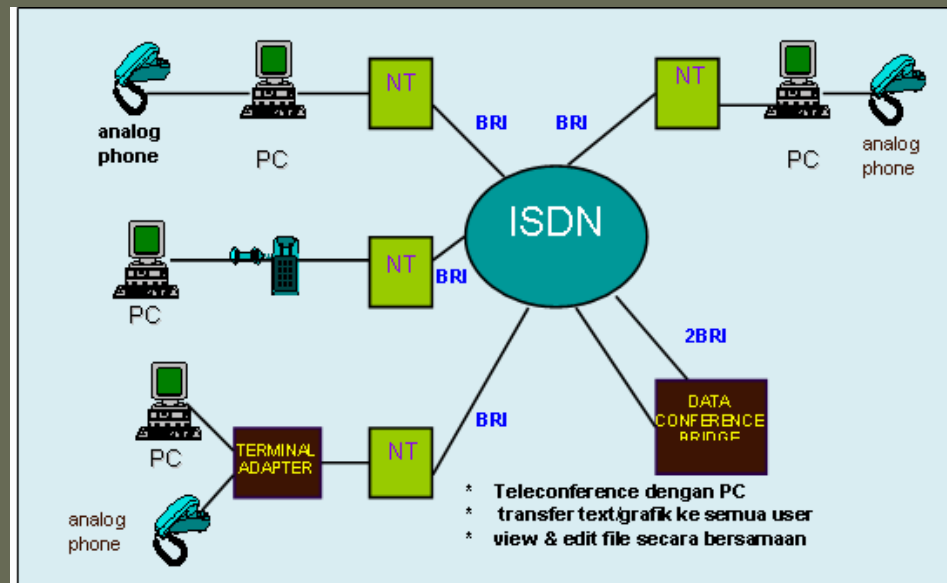 analog
phone
PC
NT
BRI
BRI
NT
PC
analog
phone
ISDN
PC
NT
BRI
2BRI
PC
TERMINAL
ADAPTER
NT
BRI
DATA
CONFERENCE
BRIDGE
analog
phone
* Teleconference dengan PC
* transfer text/grafik ke semua user
* view & edit file secara bersamaan